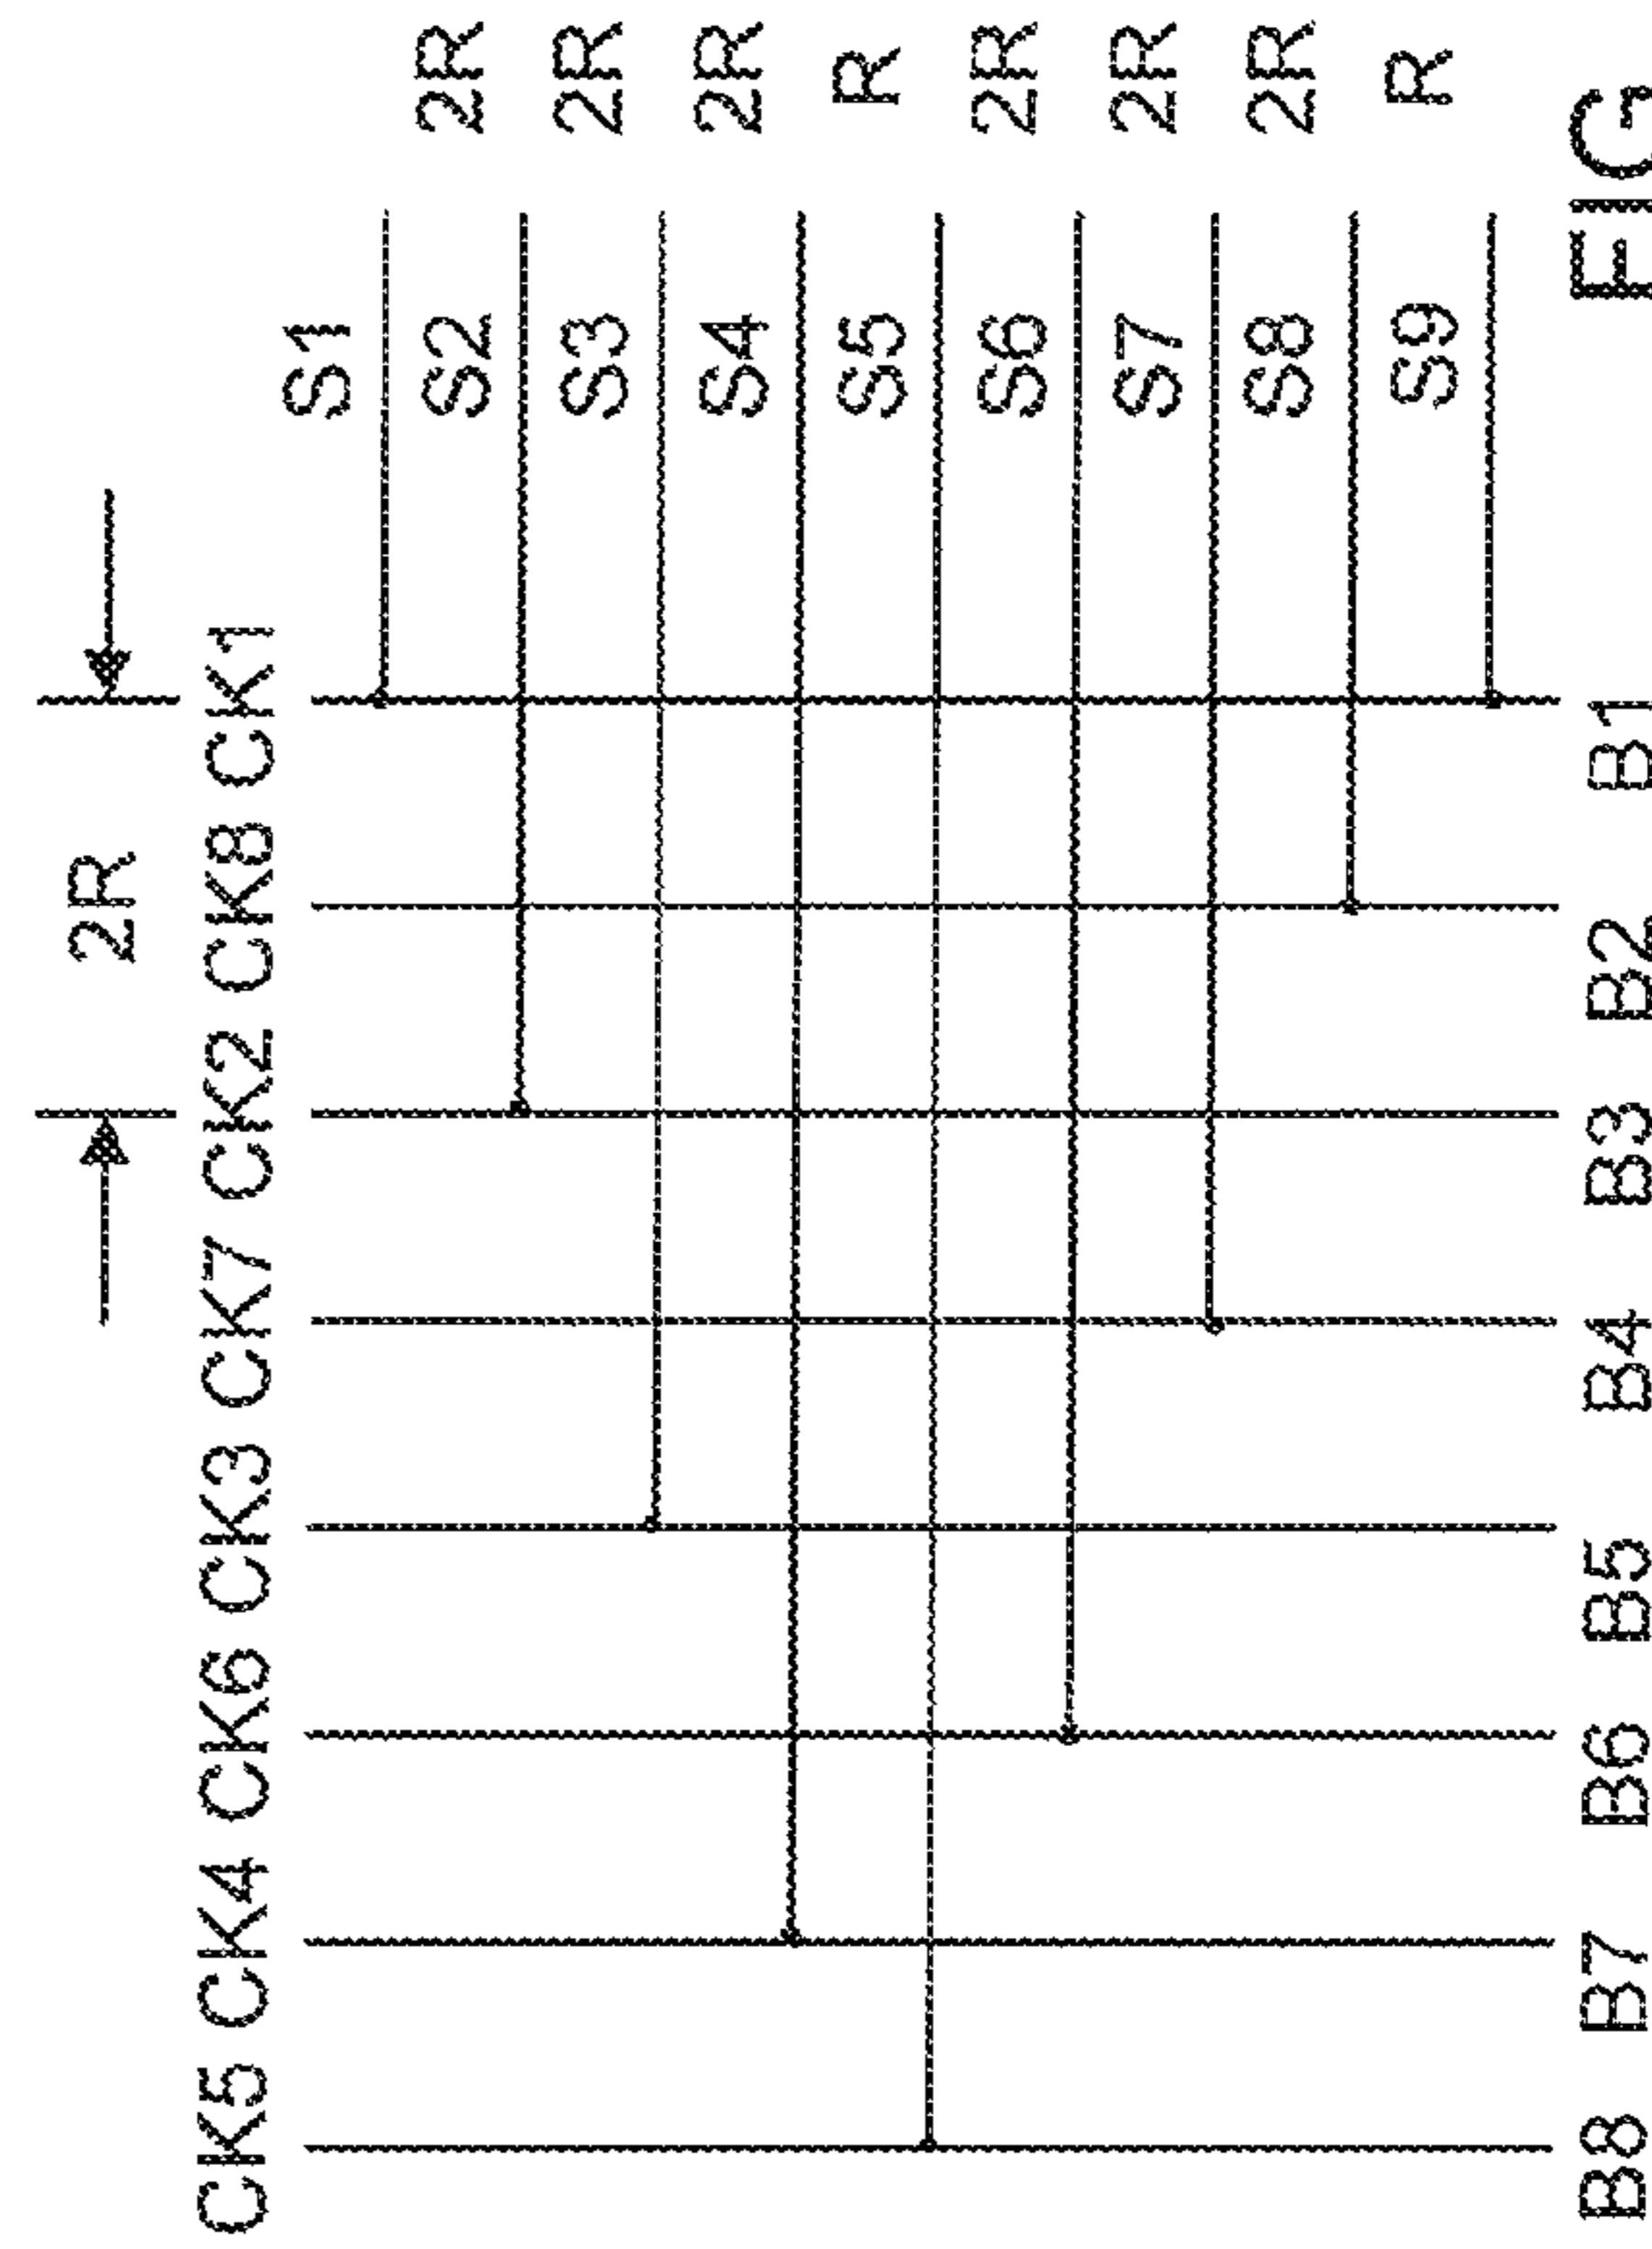 2R
CK5 CK4 CK6 CK3 CK7 CK2 CK8 CK1
S1
S2 2R
S3 2R
S4 2R
S5 R
S6 2R
S7 2R
S8 2R
S9 R
B8 B7 B6 B5 B4 B3 B2 B1
FIG